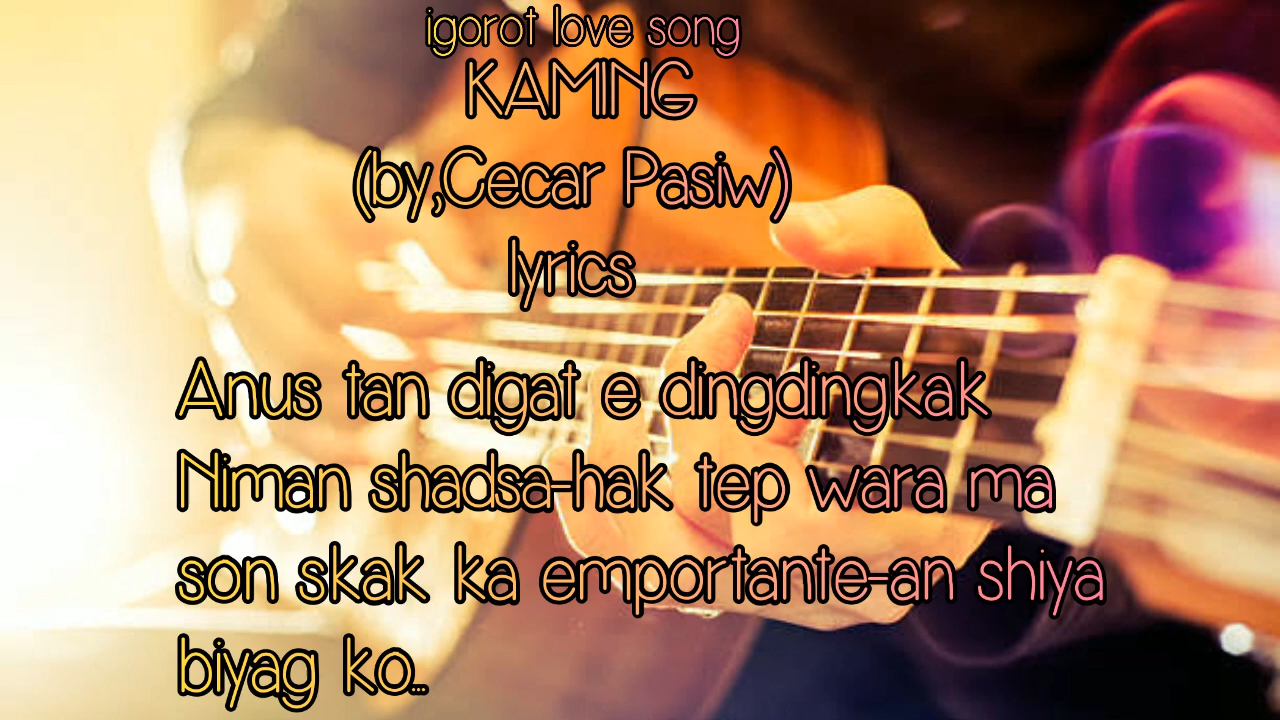 igorot love song
KAMING
(by,Cecar Pasiw)
lyrics
Anus tan digat e dingdingkak
Niman shadsa-hak tep wara ma
son skak ka emportante-an shiya
biyag ko...